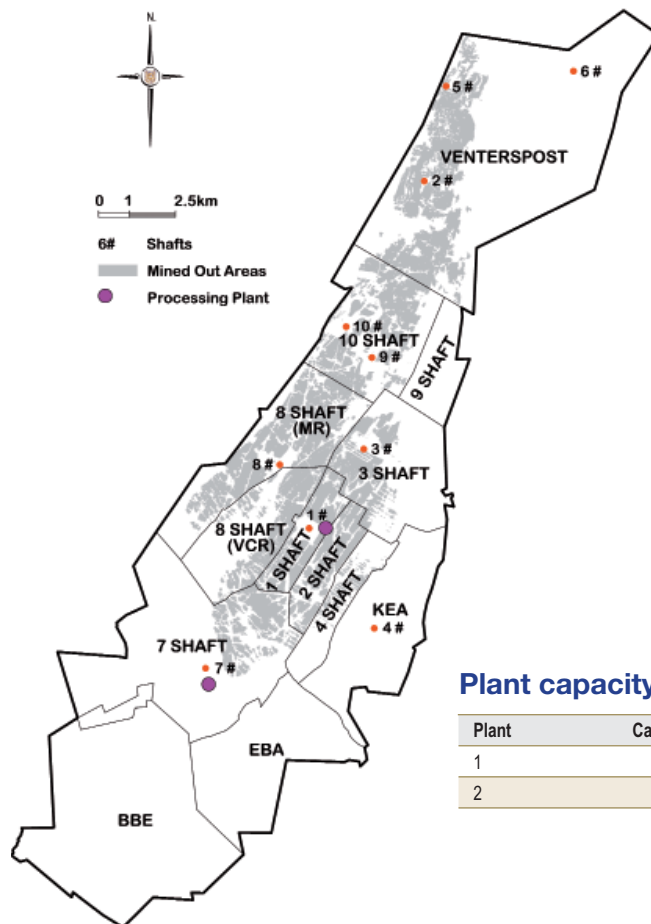 N.
5 #
6 #
VENTERSPOST
2 #
0 1 2.5km
6# Shafts
Mined Out Areas
Processing Plant
10 #
10 SHAFT
9 #
9 SHAFT
8 SHAFT
(MR)
3 #
3 SHAFT
8 #
1 #
8 SHAFT
(VCR)
1 SHAFT
2 SHAFT
4 SHAFT
KEA
4 #
7 SHAFT
7 #
Plant capacity
Plant Ca
1
2
EBA
BBE